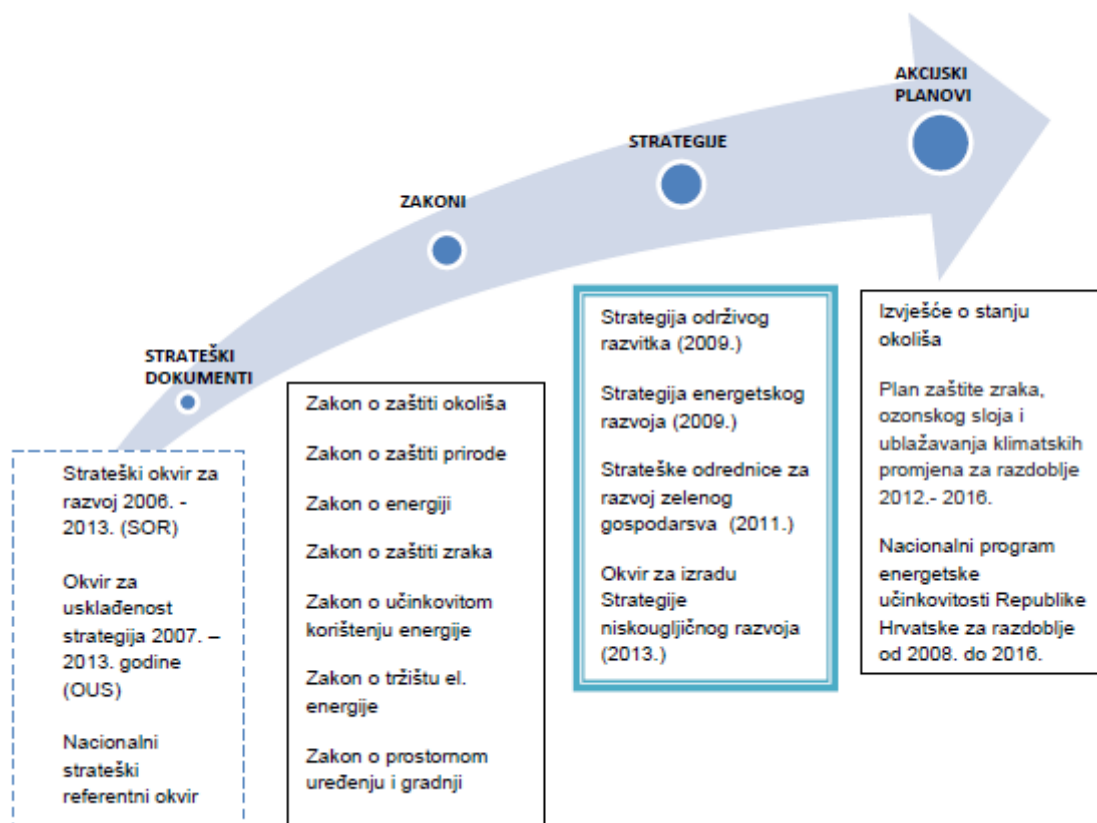 STRATEŠKI
DOKUMENTI
Strateški okvir za
razvoj 2006. -
2013. (SOR)
Okvir za
usklađenost
strategija 2007. –
2013. godine
(OUS)
Nacionalni
strateški
referentni okvir
ZAKONI
Zakon o zaštiti okoliša
Zakon o zaštiti prirode
Zakon o energiji
Zakon o zaštiti zraka
Zakon o učinkovitom
korištenju energije
Zakon o tržištu el.
energije
Zakon o prostornom
uređenju i gradnji
STRATEGIJE
Strategija održivog
razvitka (2009.)
Strategija energetskog
razvoja (2009.)
Strateške odrednice za
razvoj zelenog
gospodarsva (2011.)
Okvir za izradu
Strategije
niskougljičnog razvoja
(2013.)
AKCIJSKI
PLANOVI
Izvješće o stanju
okoliša
Plan zaštite zraka,
ozonskog sloja i
ublažavanja klimatskih
promjena za razdoblje
2012.- 2016.
Nacionalni program
energetske
učinkovitosti Republike
Hrvatske za razdoblje
od 2008. do 2016.